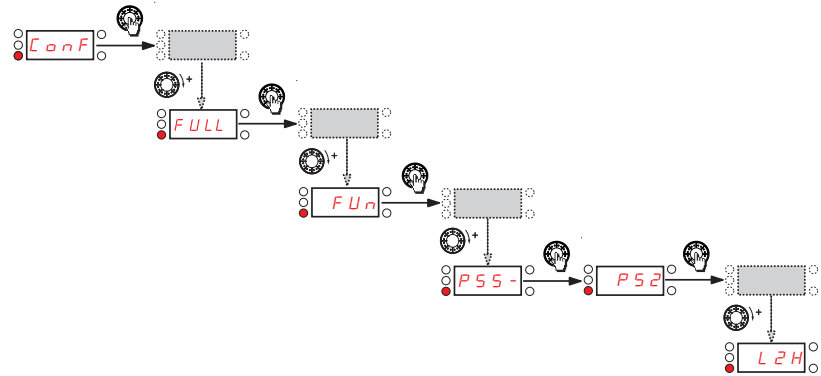 ConF
+
FULL
+
FUn
+
PSS-
PS2
+
L2H